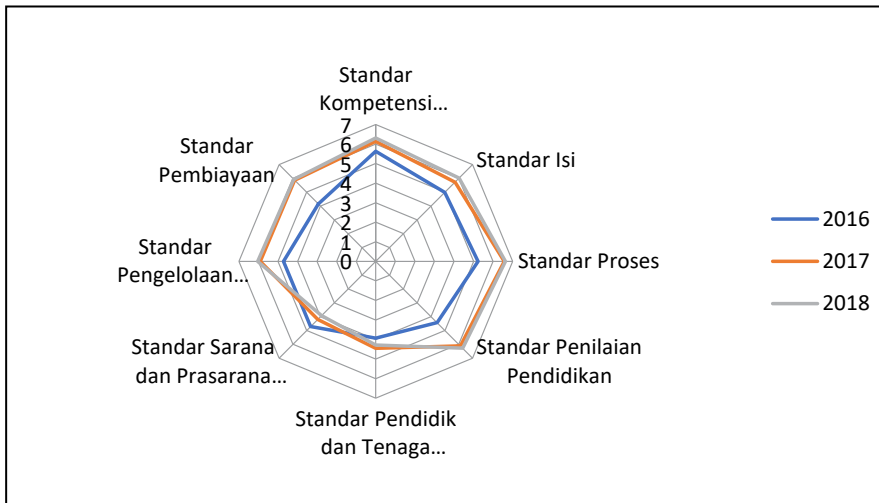 Standar
Kompetensi...
Standar Isi
Standar Proses
Standar Penilaian
Pendidikan
Standar Pendidik
dan Tenaga...
Standar Sarana
dan Prasarana...
Standar
Pengelolaan...
Standar
Pembiayaan
7
6
5
4
3
2
1
0
2016
2017
2018